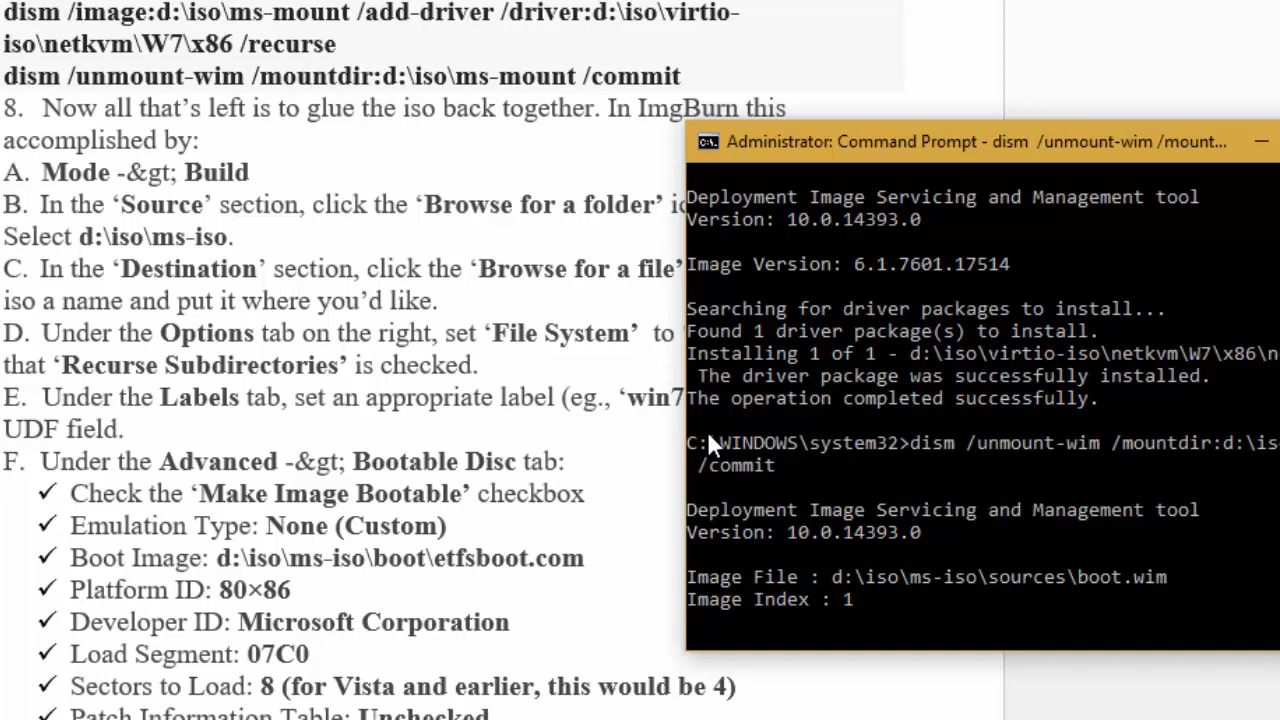 dism /image:d:\iso\ms-mount /add-driver /driver:d:\iso\virtio-
iso\netkvm\W7\x86 /recurse
dism /unmount-wim /mountdir:d:\iso\ms-mount /commit
8. Now all that’s left is to glue the iso back together. In ImgBurn this
accomplished by:
A. Mode -&gt; Build
B. In the ‘Source’ section, click the ‘Browse for a folder’
Select d:\iso\ms-iso.
C. In the ‘Destination’ section, click the ‘Browse for a file’
iso a name and put it where you’d like.
D. Under the Options tab on the right, set ‘File System’ to
that ‘Recurse Subdirectories’ is checked.
E. Under the Labels tab, set an appropriate label (eg., ‘win7
UDF field.
F. Under the Advanced -&gt; Bootable Disc tab:
✓ Check the ‘Make Image Bootable’ checkbox
✓ Emulation Type: None (Custom)
✓ Boot Image: d:\iso\ms-iso\boot\etfsboot.com
✓ Platform ID: 80×86
✓ Developer ID: Microsoft Corporation
✓ Load Segment: 07C0
✓ Sectors to Load: 8 (for Vista and earlier, this would be 4)
✓ Patch Information Table: Unchecked
Administrator: Command Prompt - dism /unmount-wim /mount...
Deployment Image Servicing and Management tool
Version: 10.0.14393.0
Image Version: 6.1.7601.17514
Searching for driver packages to install...
Found 1 driver package(s) to install.
Installing 1 of 1 - d:\iso\virtio-iso\netkvm\W7\x86\n
The driver package was successfully installed.
The operation completed successfully.
C:\WINDOWS\system32>dism /unmount-wim /mountdir:d:\is
/commit
Deployment Image Servicing and Management tool
Version: 10.0.14393.0
Image File : d:\iso\ms-iso\sources\boot.wim
Image Index : 1